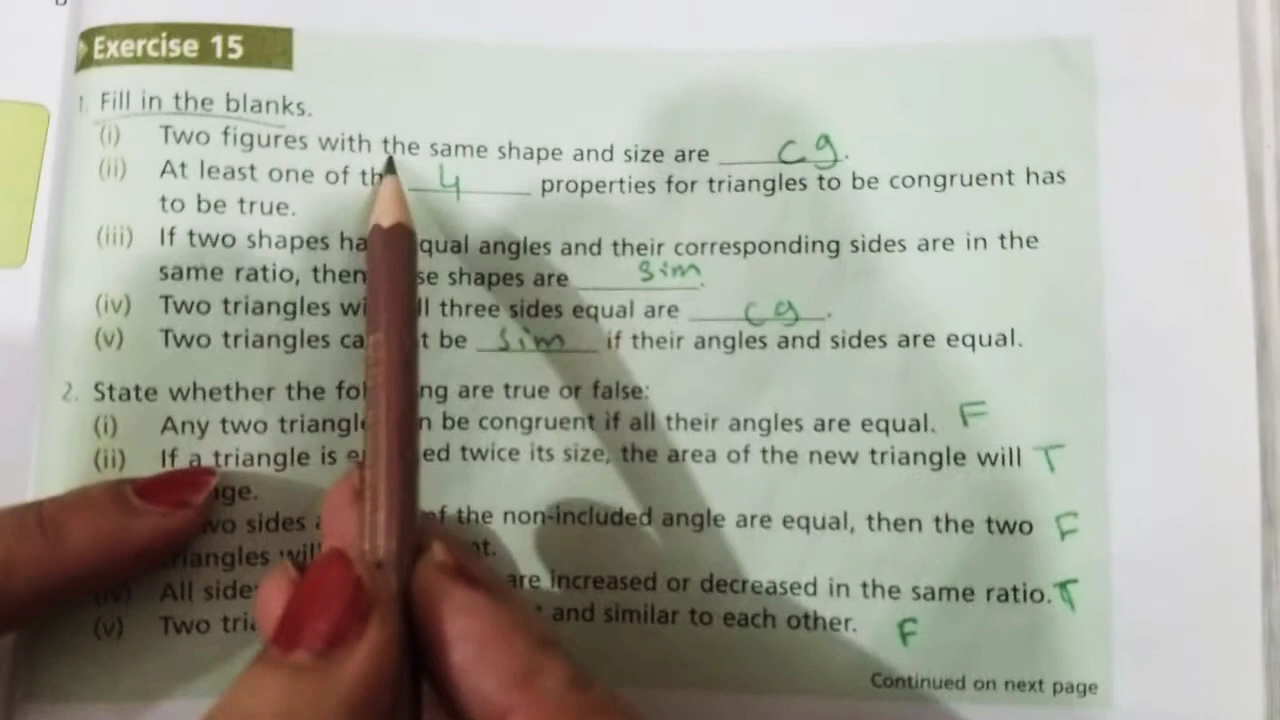 Exercise 15
1. Fill in the blanks.
(i) Two figures with the same shape and size are cg.
(ii) At least one of th 4 properties for triangles to be congruent has
to be true.
(iii) If two shapes ha qual angles and their corresponding sides are in the
same ratio, then se shapes are sim.
(iv) Two triangles wi ll three sides equal are cg.
(v) Two triangles ca t be sim if their angles and sides are equal.
2. State whether the fol ng are true or false:
(i) Any two triangl n be congruent if all their angles are equal. F
(ii) If a triangle is e ed twice its size, the area of the new triangle will T
ge.
wo sides of the non-included angle are equal, then the two F
riangles wil t.
(iv) All side are increased or decreased in the same ratio. T
(v) Two tri and similar to each other. F
Continued on next page